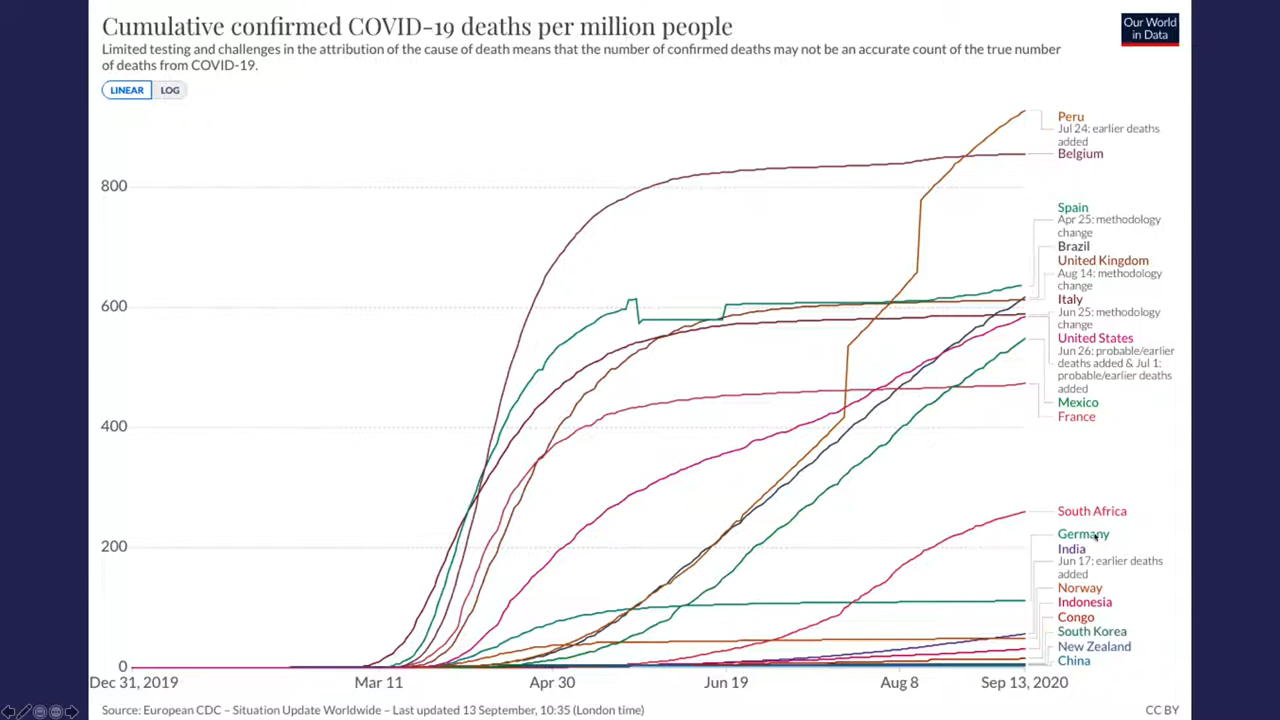 Cumulative confirmed COVID-19 deaths per million people
Our World
in Data
Limited testing and challenges in the attribution of the cause of death means that the number of confirmed deaths may not be an accurate count of the true number
of deaths from COVID-19.
LINEAR
LOG
Peru
Jul 24: earlier deaths
added
Belgium
800
Spain
Apr 25: methodology
change
Brazil
United Kingdom
Aug 14: methodology
change
600
Italy
Jun 25: methodology
change
United States
Jun 26: probable/earlier
deaths added & Jul 1:
probable/earlier deaths
added
Mexico
France
400
South Africa
Germany
200
India
Jun 17: earlier deaths
added
Norway
Indonesia
Congo
South Korea
New Zealand
China
0
Dec 31, 2019
Mar 11
Apr 30
Jun 19
Aug 8
Sep 13, 2020
Source: European CDC – Situation Update Worldwide – Last updated 13 September, 10:35 (London time)
CC BY